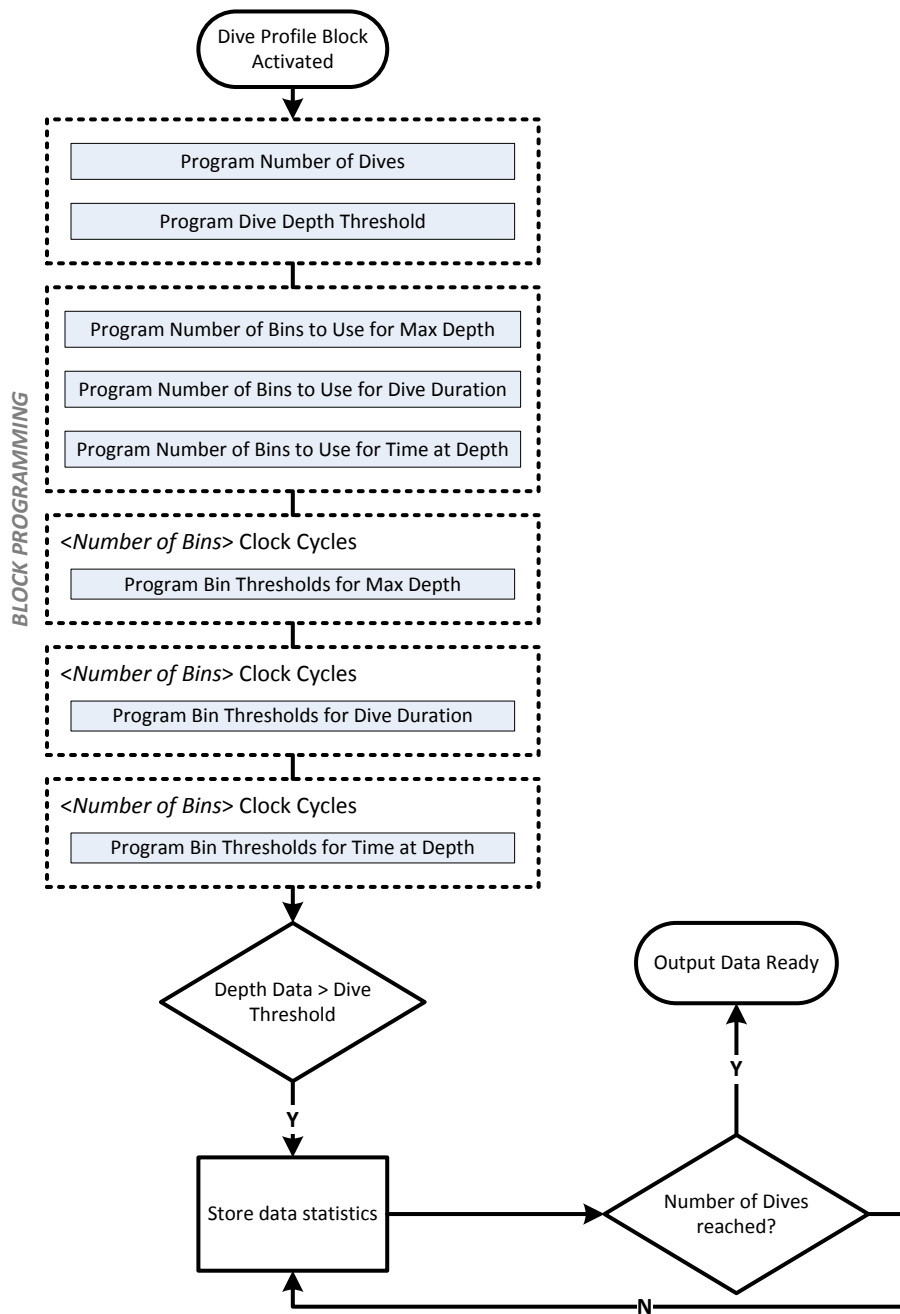 Dive Profile Block
Activated
BLOCK PROGRAMMING
Program Number of Dives
Program Dive Depth Threshold
Program Number of Bins to Use for Max Depth
Program Number of Bins to Use for Dive Duration
Program Number of Bins to Use for Time at Depth
<Number of Bins> Clock Cycles
Program Bin Thresholds for Max Depth
<Number of Bins> Clock Cycles
Program Bin Thresholds for Dive Duration
<Number of Bins> Clock Cycles
Program Bin Thresholds for Time at Depth
Depth Data > Dive
Threshold
Y
Store data statistics
Number of Dives
reached?
Y
Output Data Ready
N